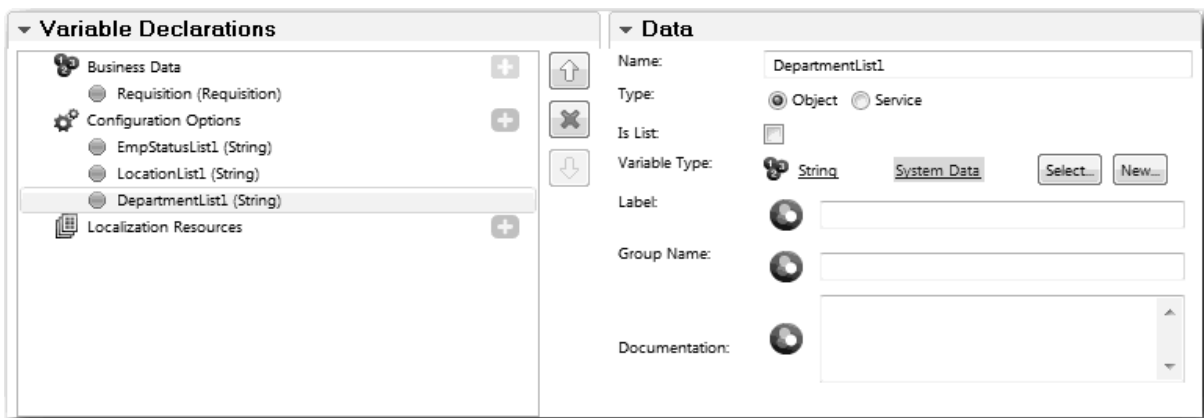 Variable Declarations
Business Data
Requisition (Requisition)
Configuration Options
EmpStatusList1 (String)
LocationList1 (String)
DepartmentList1 (String)
Localization Resources
Data
Name: DepartmentList1
Type: Object Service
Is List:
Variable Type: String System Data Select... New...
Label:
Group Name:
Documentation: